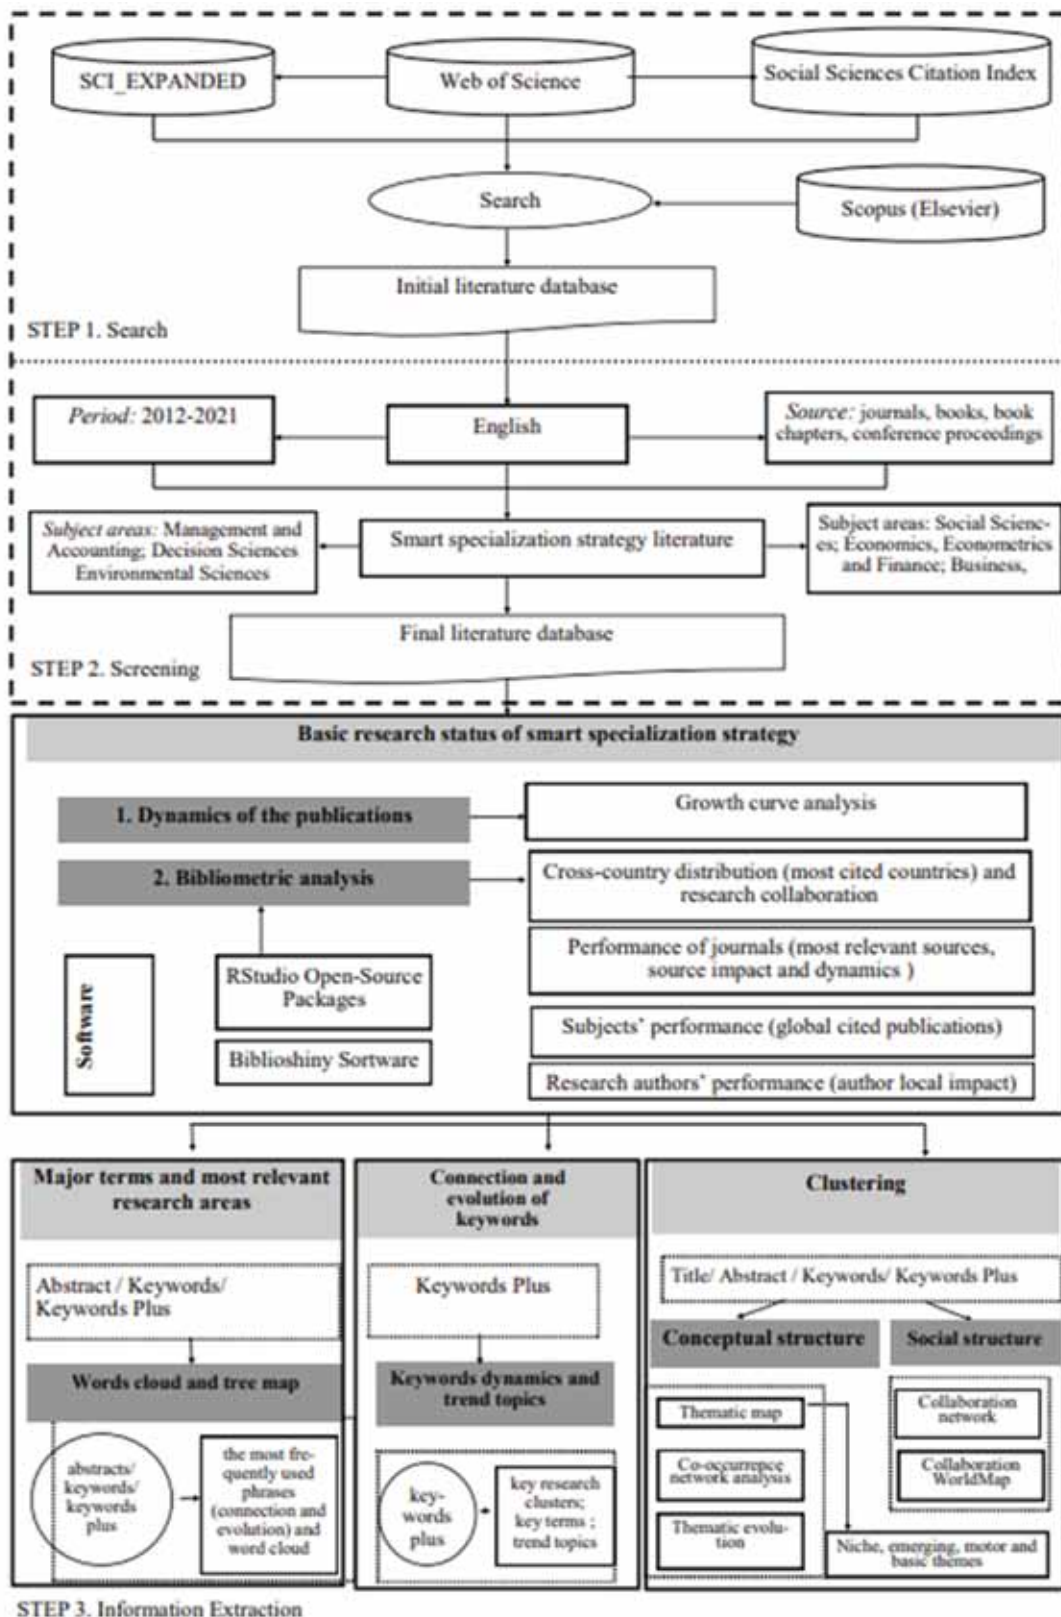 SCI_EXPANDED
Web of Science
Social Sciences Citation Index
Search
Scopus (Elsevier)
Initial literature database
STEP 1. Search
Period: 2012-2021
English
Source: journals, books, book
chapters, conference proceedings
Subject areas: Management and
Accounting; Decision Sciences
Environmental Sciences
Smart specialization strategy literature
Subject areas: Social Scienc-
es; Economics, Econometrics
and Finance; Business,
Final literature database
STEP 2. Screening
Basic research status of smart specialization strategy
1. Dynamics of the publications
Growth curve analysis
2. Bibliometric analysis
Cross-country distribution (most cited countries) and
research collaboration
Performance of journals (most relevant sources,
source impact and dynamics )
Software
RStudio Open-Source
Packages
Subjects' performance (global cited publications)
Biblioshiny Sortware
Research authors' performance (author local impact)
Major terms and most relevant
research areas
Abstract / Keywords/
Keywords Plus
Words cloud and tree map
abstracts/
keywords/
keywords
plus
the most fre-
quently used
phrases
(connection and
evolution) and
word cloud
Connection and
evolution of
keywords
Keywords Plus
Keywords dynamics and
trend topics
key-
words
plus
key research
clusters;
key terms ;
trend topics
Clustering
Title/ Abstract / Keywords/ Keywords Plus
Conceptual structure
Social structure
Thematic map
Co-occurrence
network analysis
Thematic evolu-
tion
Collaboration
network
Collaboration
WorldMap
Niche, emerging, motor and
basic themes
STEP 3. Information Extraction